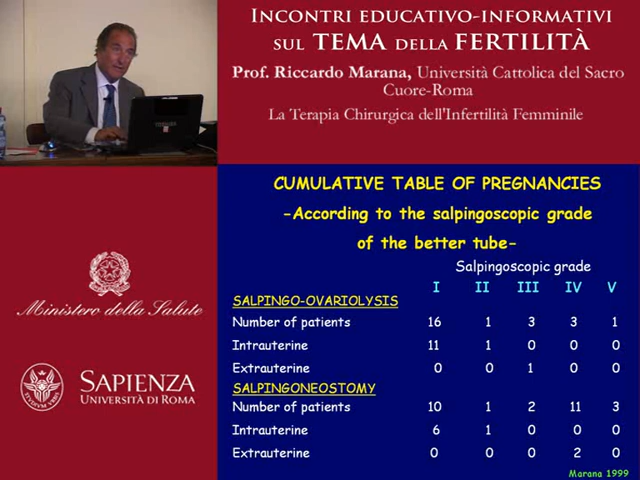 INCONTRI EDUCATIVO-INFORMATIVI
SUL TEMA DELLA FERTILITÀ
Prof. Riccardo Marana, Università Cattolica del Sacro
Cuore-Roma
La Terapia Chirurgica dell'Infertilità Femminile
Ministero della Salute
SAPIENZA
UNIVERSITÀ DI ROMA
CUMULATIVE TABLE OF PREGNANCIES
-According to the salpingoscopic grade
of the better tube-
Salpingoscopic grade
I II III IV V
SALPINGO-OVARIOLYSIS
Number of patients 16 1 3 3 1
Intrauterine 11 1 0 0 0
Extrauterine 0 0 1 0 0
SALPINGONEOSTOMY
Number of patients 10 1 2 11 3
Intrauterine 6 1 0 0 0
Extrauterine 0 0 0 2 0
Marana 1999